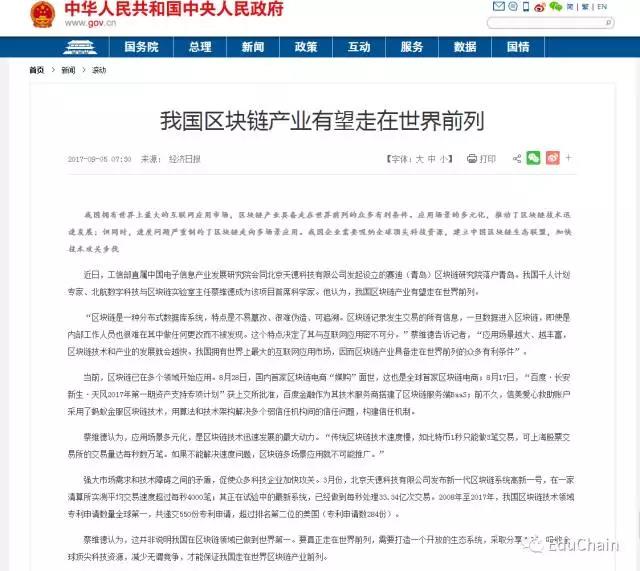 中华人民共和国中央人民政府
www.gov.cn
简 | 繁 | EN
国务院 总理 新闻 政策 互动 服务 数据 国情
首页 > 新闻 > 滚动
我国区块链产业有望走在世界前列
2017-09-05 07:30 来源: 经济日报 【字体: 大 中 小】 打印
我国拥有世界上最大的互联网应用市场，区块链产业具备走在世界前列的众多有利条件。应用场景的多元化，推动了区块链技术迅
速发展；但同时，速度问题严重制约了区块链走向多场景应用。我国企业需要吸纳全球顶尖科技资源，建立中国区块链生态联盟，加快
技术攻关步伐
近日，工信部直属中国电子信息产业发展研究院会同北京天德科技有限公司发起设立的赛迪（青岛）区块链研究院落户青岛。我国千人计划
专家、北航数字科技与区块链实验室主任蔡维德成为该项目首席科学家。他认为，我国区块链产业有望走在世界前列。
“区块链是一种分布式数据库系统，特点是不易篡改、很难伪造、可追溯。区块链记录发生交易的所有信息，一旦数据进入区块链，即使是
内部工作人员也很难在其中做任何更改而不被发现。这个特点决定了其与互联网应用密不可分。”蔡维德告诉记者，“应用场景越大、越丰富，
区块链技术和产业的发展就会越快。我国拥有世界上最大的互联网应用市场，因而区块链产业具备走在世界前列的众多有利条件”。
当前，区块链已在多个领域开始应用。8月28日，国内首家区块链电商“媒购”面世，这也是全球首家区块链电商；8月17日，“百度·长安
新生·天风2017年第一期资产支持专项计划”获上交所批准，百度金融作为其技术服务商搭建了区块链服务端BaaS；前不久，信美爱心救助账户
采用了蚂蚁金服区块链技术，用算法和技术架构解决多个弱信任机构间的信任问题，构建信任机制。
蔡维德认为，应用场景多元化，是区块链技术迅速发展的最大动力。“传统区块链技术速度慢，如比特币1秒只能做8笔交易，可上海股票交
易所的交易量达每秒数万笔。如果不能解决速度问题，区块链多场景应用就不可能推广。”
强大市场需求和技术障碍之间的矛盾，促使众多科技企业加快攻关。3月份，北京天德科技有限公司发布新一代区块链系统高新一号，在一家
清算所实测平均交易速度超过每秒4000笔；其正在试验中的最新系统，已经做到每秒处理33.34亿次交易。2008年至2017年，我国区块链技术领域
专利申请数量全球第一，共递交550份专利申请，超过排名第二位的美国（专利申请数284份）。
蔡维德认为，这并非说明我国在区块链领域已做到世界第一。要真正走在世界前列，需要打造一个开放的生态系统，采取分享
球顶尖科技资源，减少无谓竞争，才能保证我国走在世界区块链产业前列。
EduChain